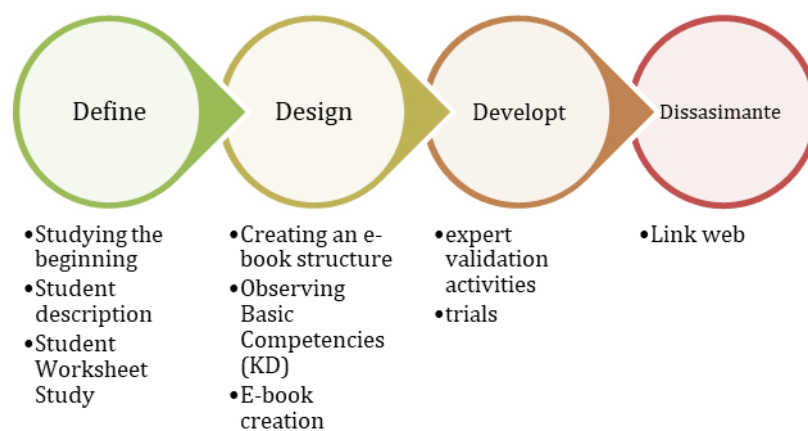 Define
•Studying the
beginning
•Student
description
•Student
Worksheet
Study
Design
•Creating an e-
book structure
•Observing
Basic
Competencies
(KD)
•E-book
creation
Developt
•expert
validation
activities
•trials
Dissasimante
•Link web